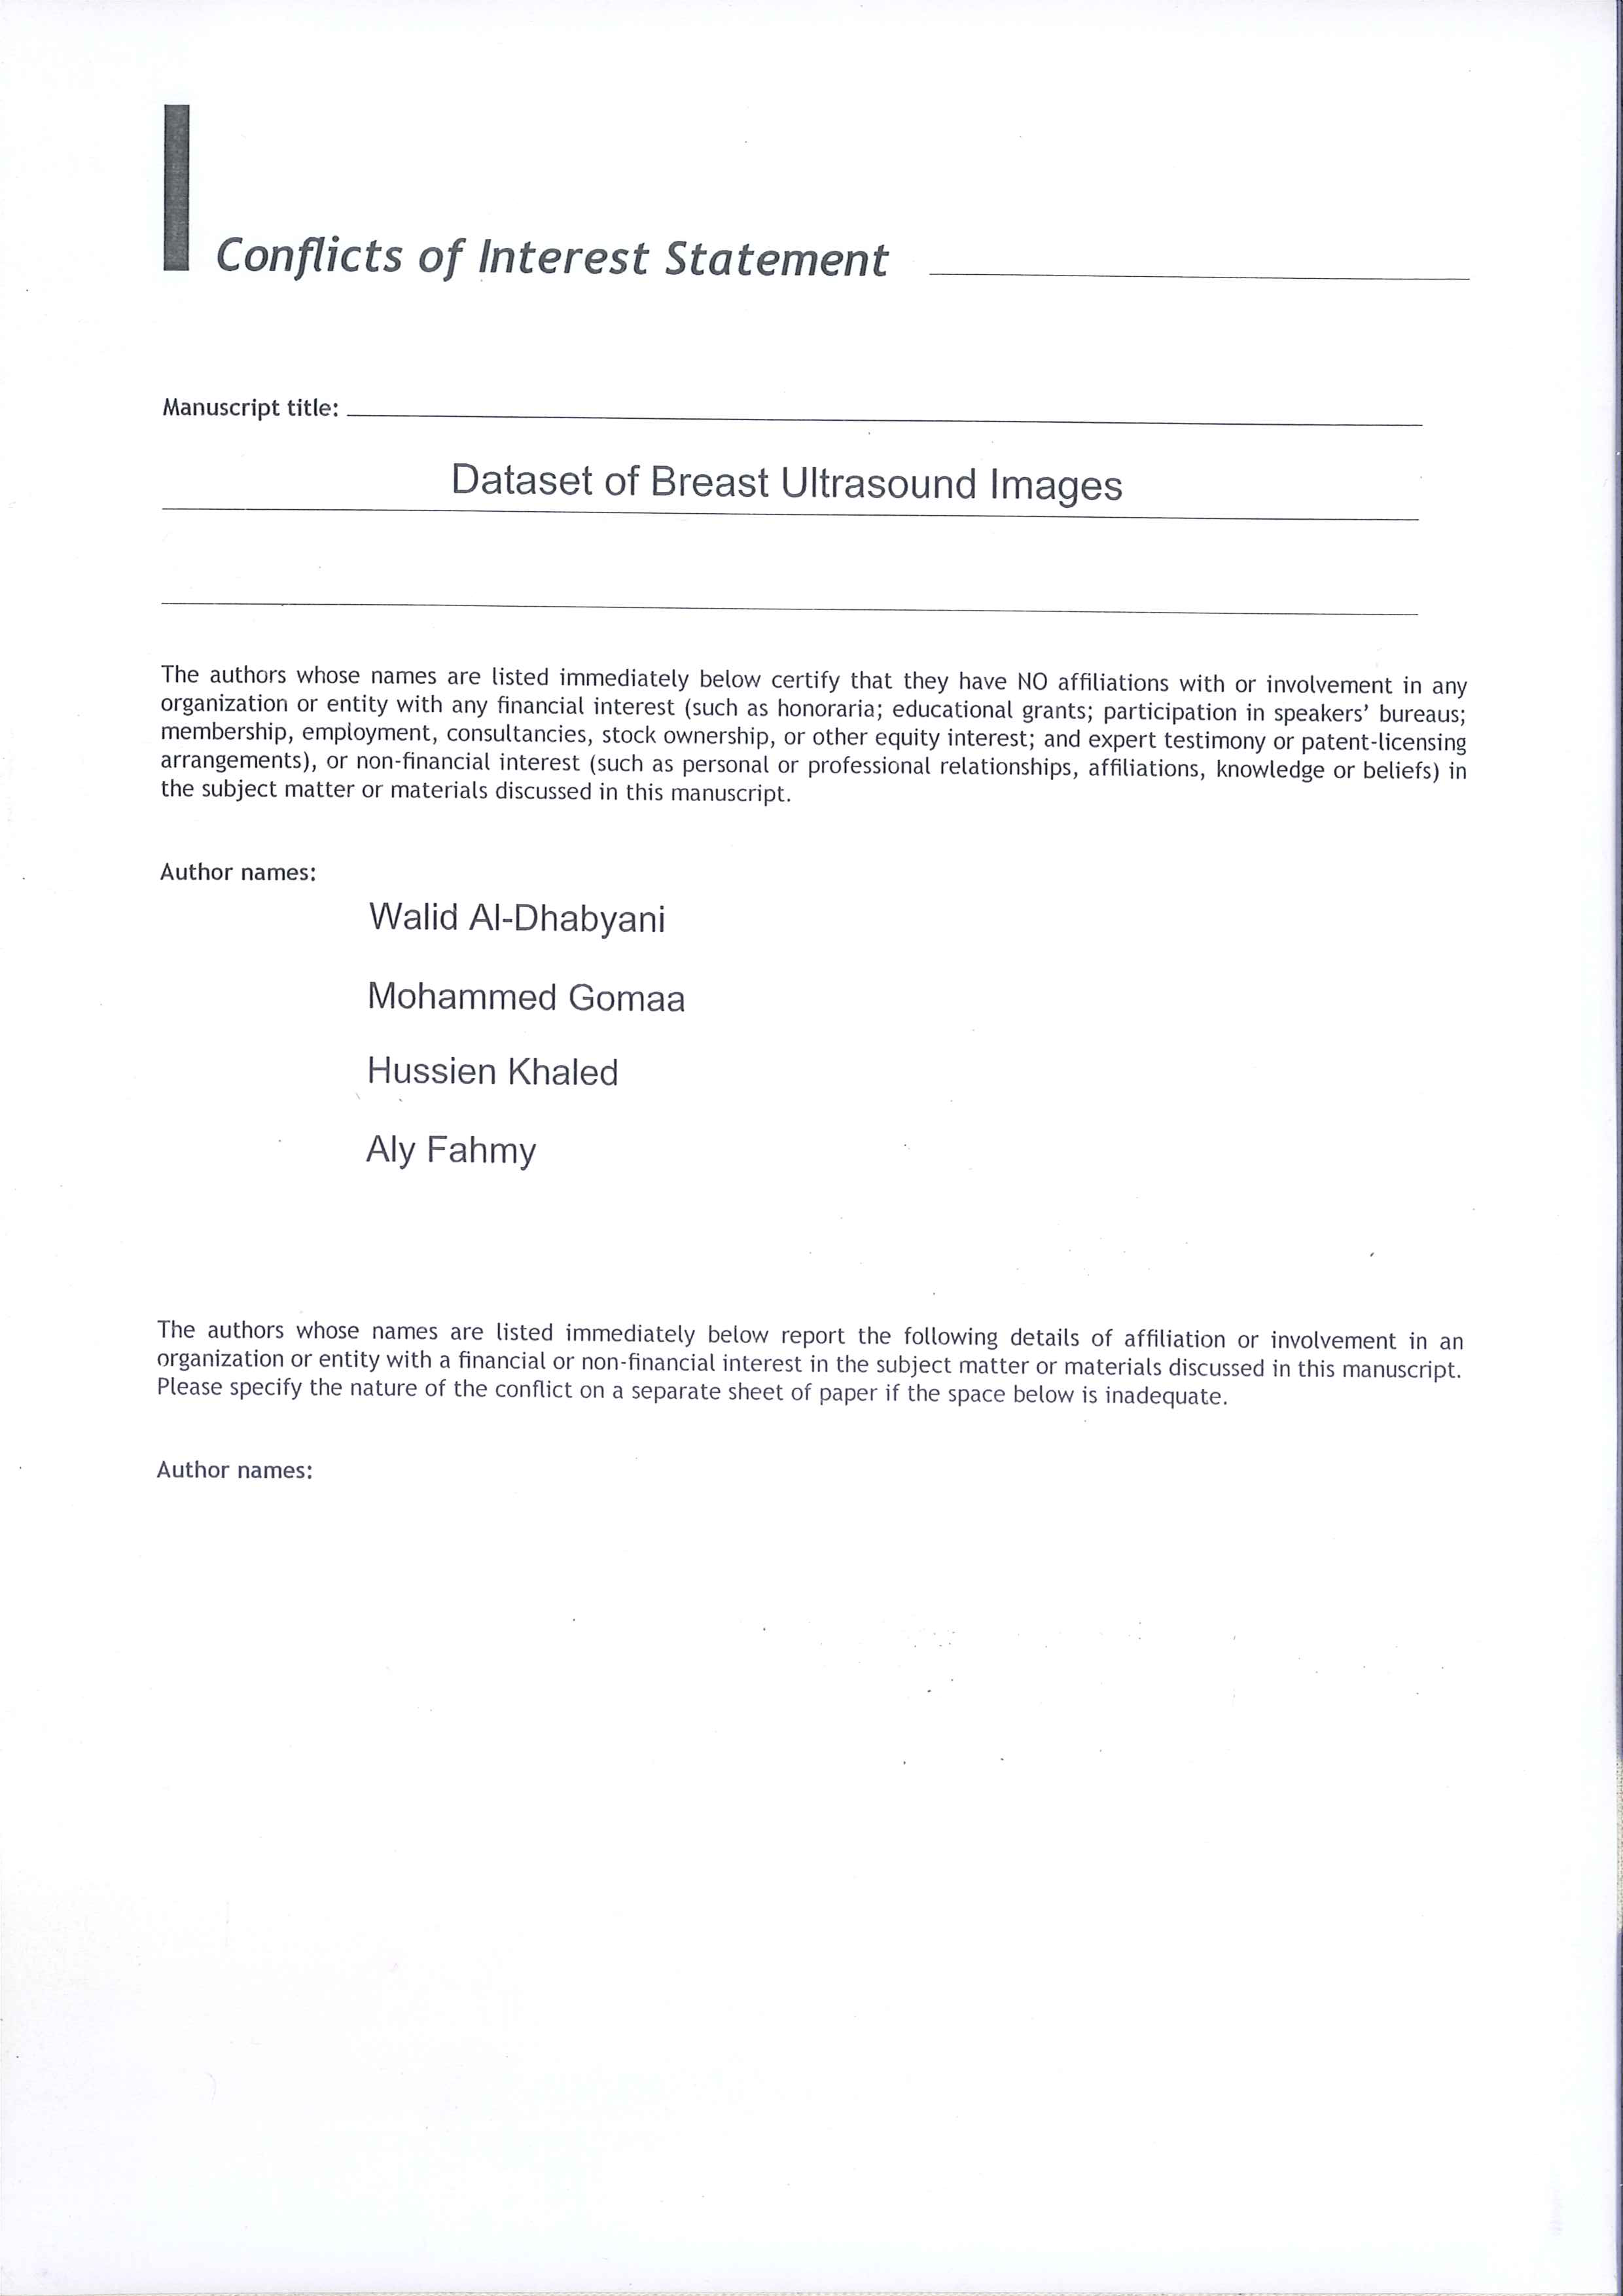 Conflicts of Interest Statement
Manuscript title:
Dataset of Breast Ultrasound Images
The authors whose names are listed immediately below certify that they have NO affiliations with or involvement in any
organization or entity with any financial interest (such as honoraria; educational grants; participation in speakers’ bureaus;
membership, employment, consultancies, stock ownership, or other equity interest; and expert testimony or patent-licensing
arrangements), or non-financial interest (such as personal or professional relationships, affiliations, knowledge or beliefs) in
the subject matter or materials discussed in this manuscript.
Author names:
Walid Al-Dhabyani
Mohammed Gomaa
Hussien Khaled
Aly Fahmy
The authors whose names are listed immediately below report the following details of affiliation or involvement in an
organization or entity with a financial or non-financial interest in the subject matter or materials discussed in this manuscript.
Please specify the nature of the conflict on a separate sheet of paper if the space below is inadequate.
Author names: